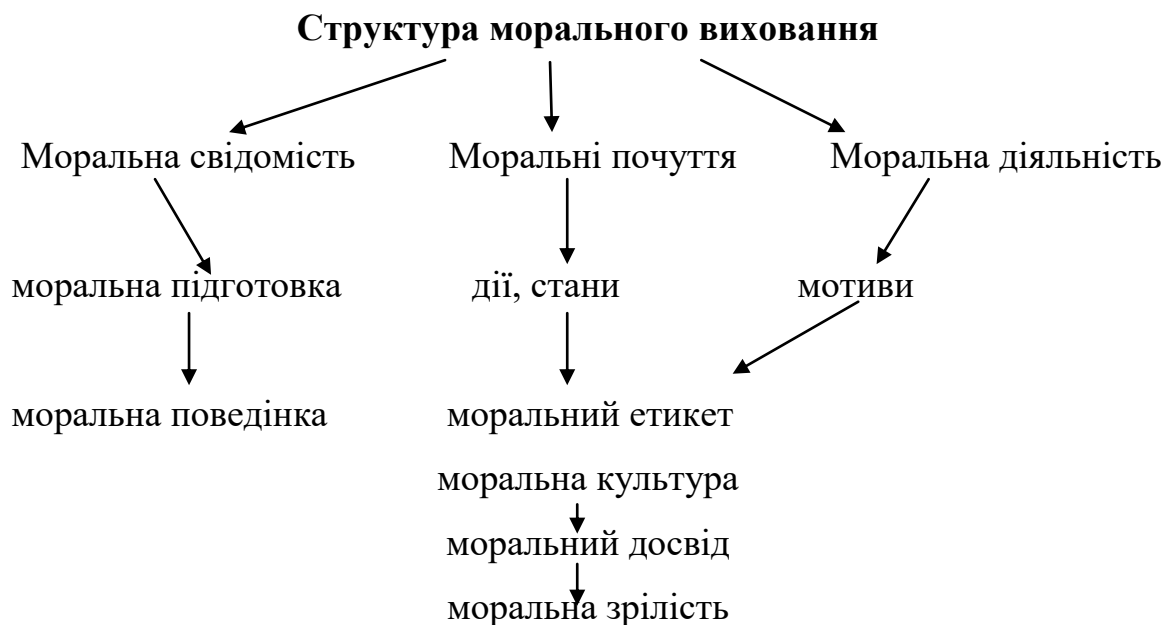 Структура морального виховання
Моральна свідомість Моральні почуття Моральна діяльність
моральна підготовка дії, стани мотиви
моральна поведінка моральний етикет
моральна культура
моральний досвід
моральна зрілість